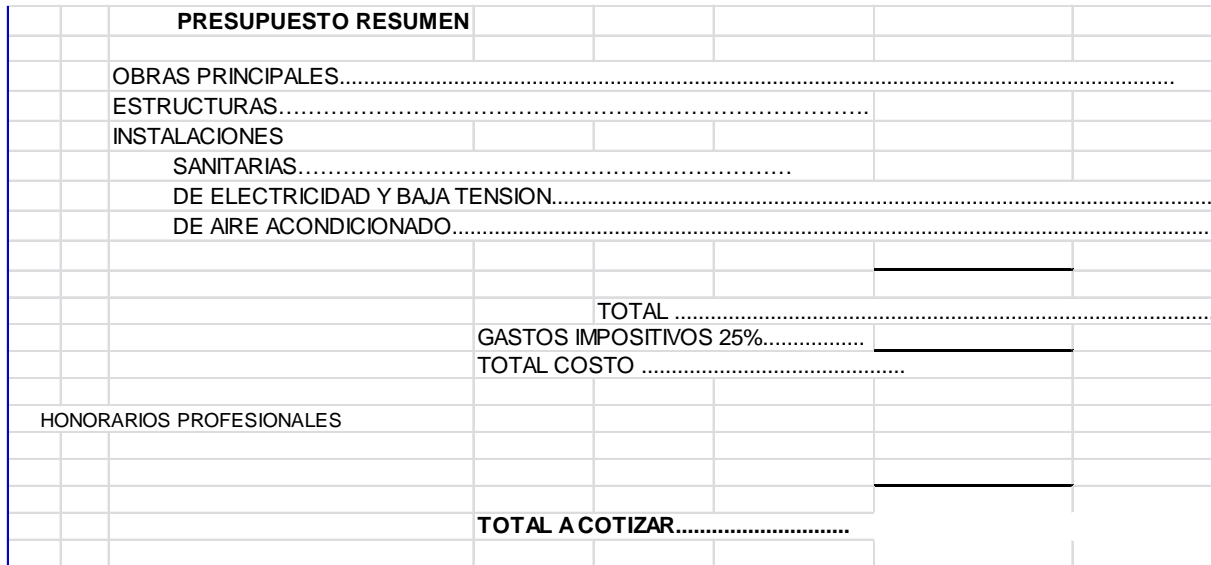 PRESUPUESTO RESUMEN
OBRAS PRINCIPALES...........................................................................................................................................
ESTRUCTURAS…………………………………………………………………….
INSTALACIONES
SANITARIAS…………………………………………………………
DE ELECTRICIDAD Y BAJA TENSION..............................................................................................................
DE AIRE ACONDICIONADO...............................................................................................................................
TOTAL ..........................................................................................
GASTOS IMPOSITIVOS 25%.................
TOTAL COSTO ............................................
HONORARIOS PROFESIONALES
TOTAL A COTIZAR.............................